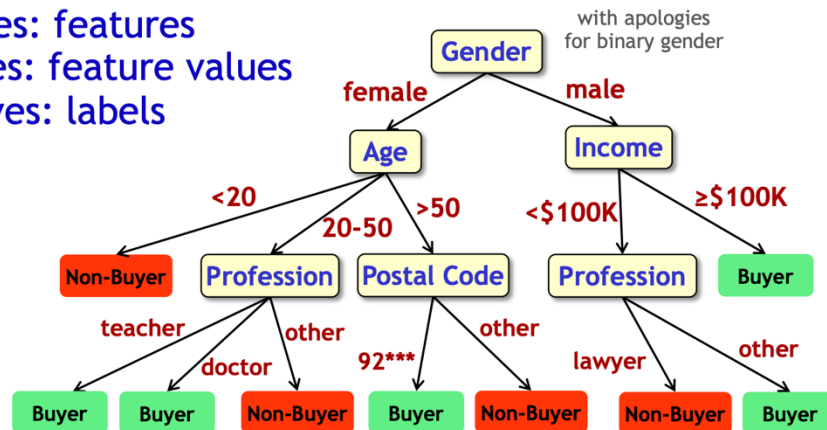 es: features
es: feature values
ves: labels
with apologies
for binary gender
Gender
female
male
Age
Income
<20
20-50
>50
<$100K
≥$100K
Non-Buyer
Profession
Postal Code
Profession
Buyer
teacher
doctor
other
92***
other
lawyer
other
Buyer
Buyer
Non-Buyer
Buyer
Non-Buyer
Non-Buyer
Buyer